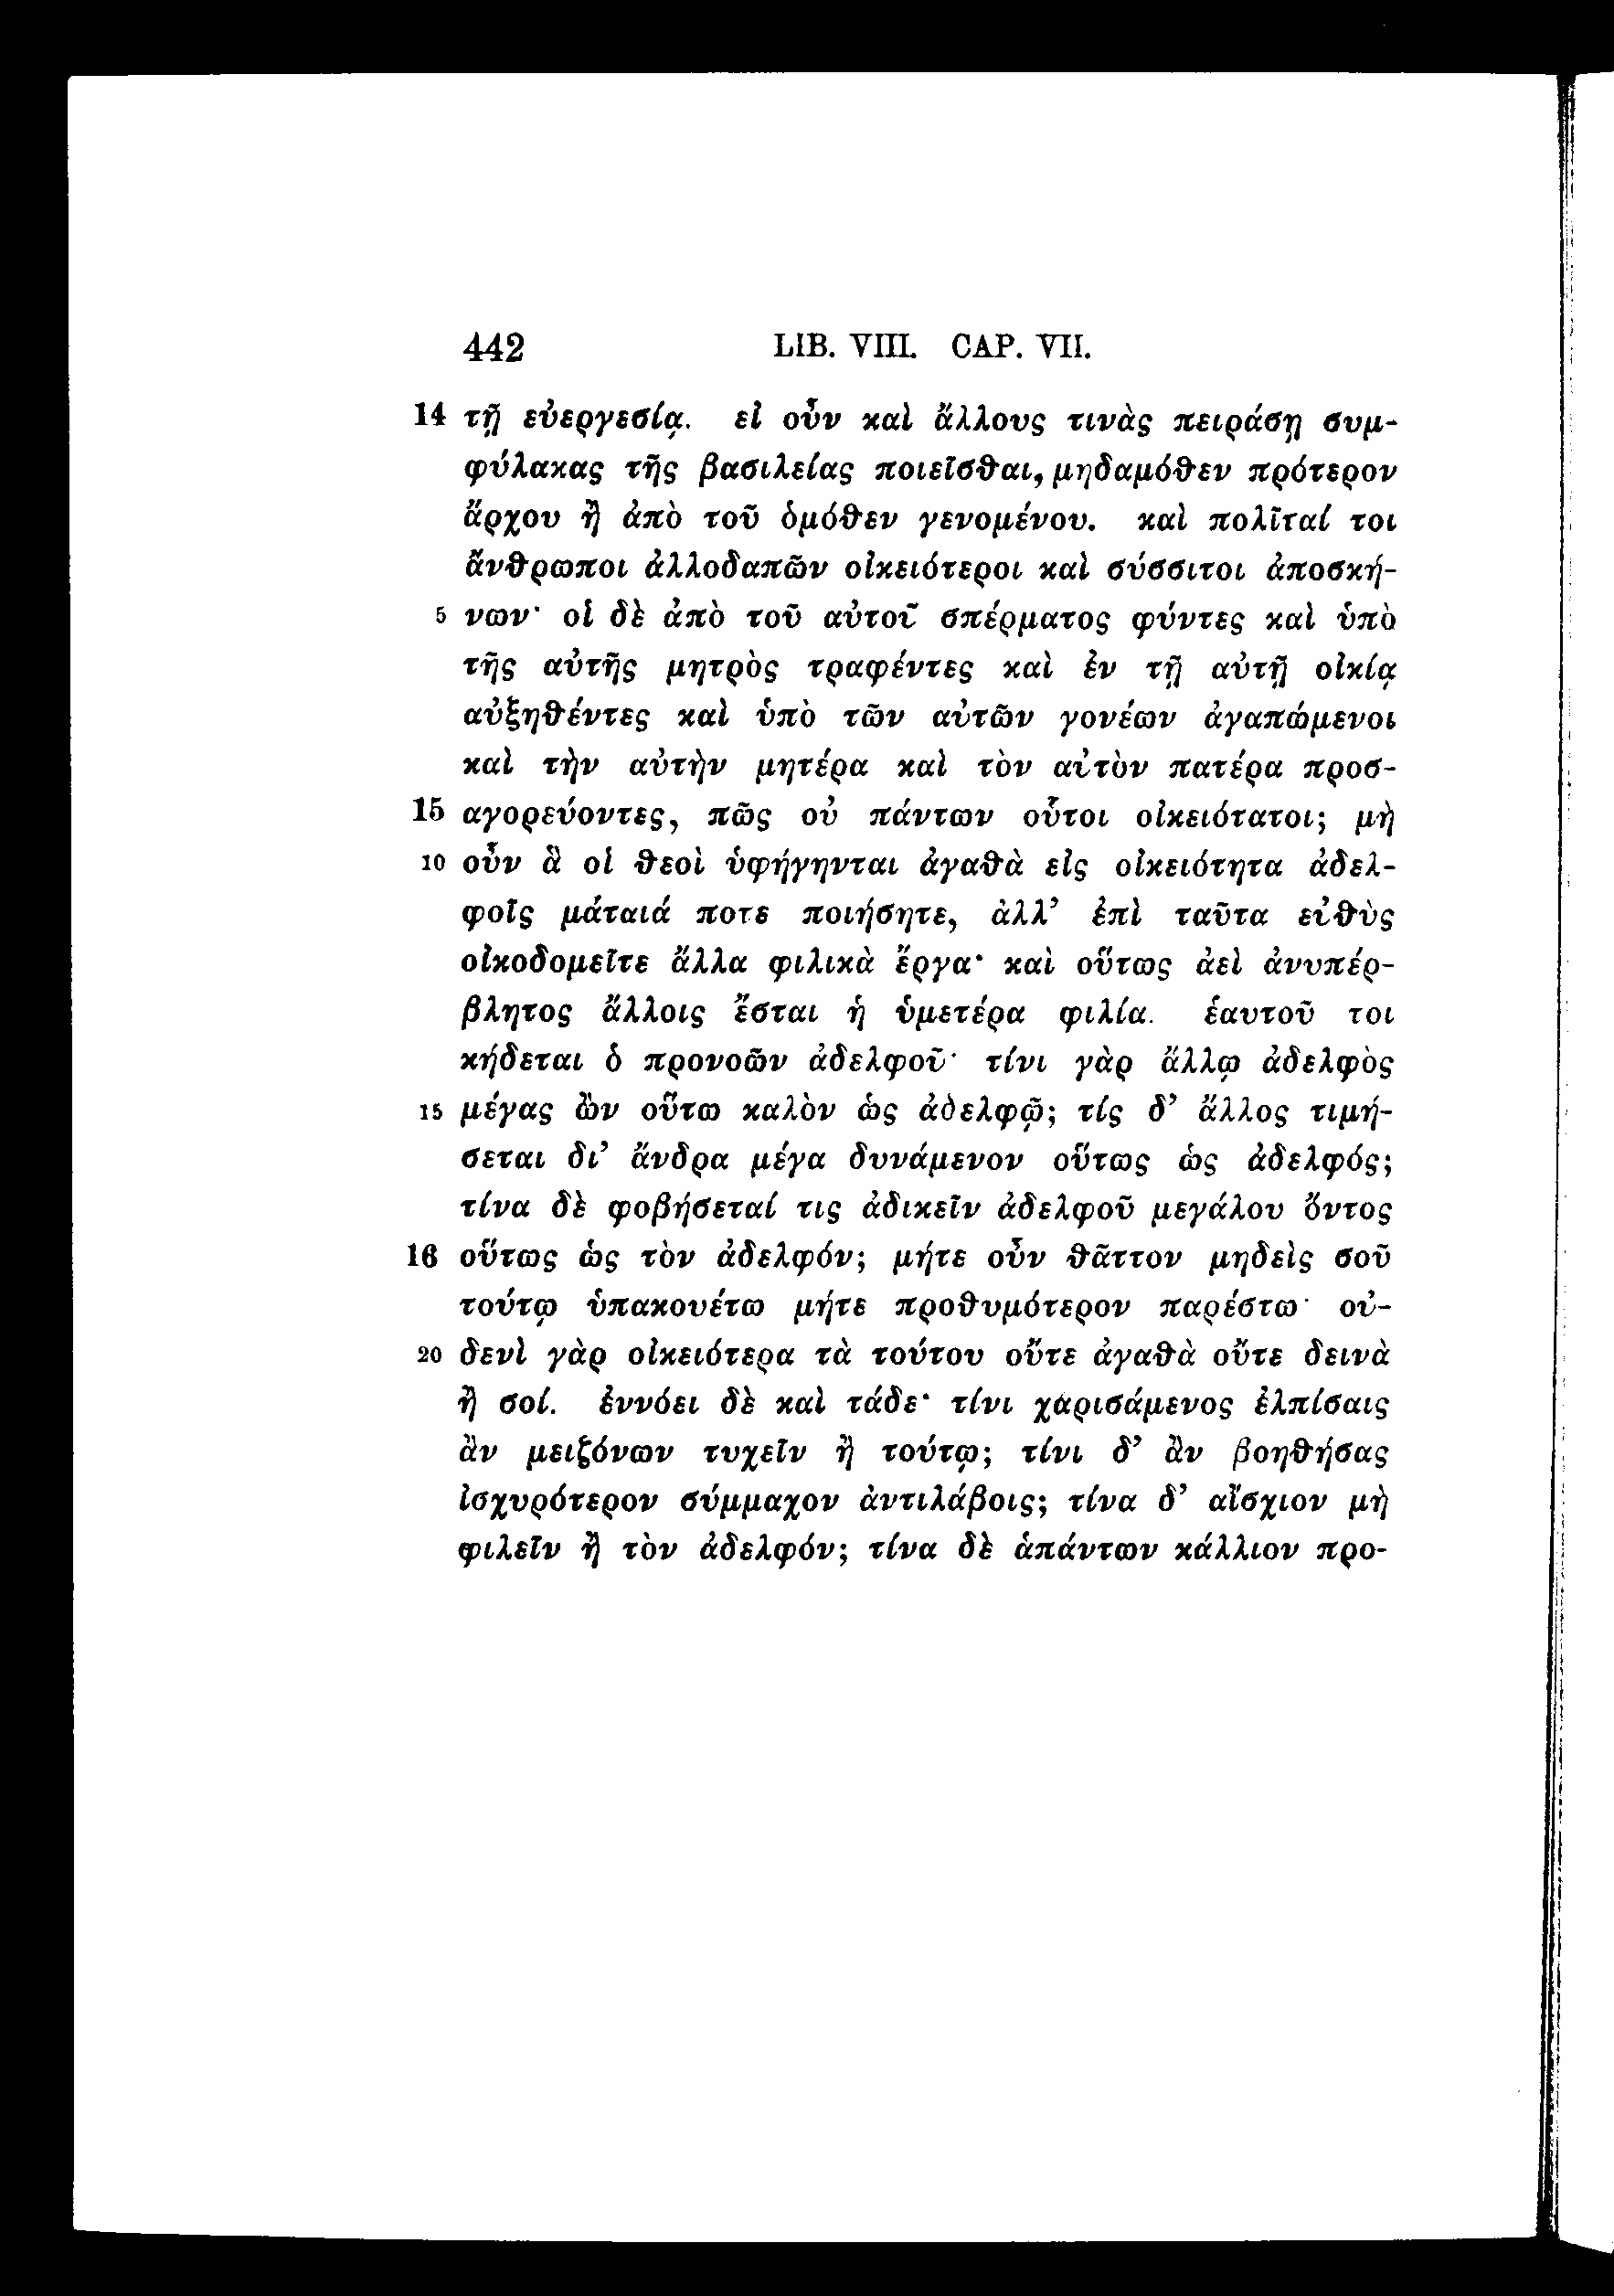 442 LIB. VIII. CAP. VII.
14 τῇ εὐεργεσίᾳ. εἰ οὖν καὶ ἄλλους τινὰς πειράσῃ συμ-
φύλακας τῆς βασιλείας ποιεῖσθαι, μηδαμόθεν πρότερον
ἄρχου ἢ ἀπὸ τοῦ ὁμόθεν γενομένου. καὶ πολῖταί τοι
ἄνθρωποι ἀλλοδαπῶν οἰκειότεροι καὶ σύσσιτοι ἀποσκή-
5 νων· οἱ δὲ ἀπὸ τοῦ αὐτοῦ σπέρματος φύντες καὶ ὑπὸ
τῆς αὐτῆς μητρὸς τραφέντες καὶ ἐν τῇ αὐτῇ οἰκίᾳ
αὐξηθέντες καὶ ὑπὸ τῶν αὐτῶν γονέων ἀγαπώμενοι
καὶ τὴν αὐτὴν μητέρα καὶ τὸν αὐτὸν πατέρα προσ-
15 αγορεύοντες, πῶς οὐ πάντων οὗτοι οἰκειότατοι; μὴ
10 οὖν ἃ οἱ θεοὶ ὑφήγηνται ἀγαθὰ εἰς οἰκειότητα ἀδελ-
φοῖς μάταιά ποτε ποιήσητε, ἀλλ’ ἐπὶ ταῦτα εὐθὺς
οἰκοδομεῖτε ἄλλα φιλικὰ ἔργα· καὶ οὕτως ἀεὶ ἀνυπέρ-
βλητος ἄλλοις ἔσται ἡ ὑμετέρα φιλία. ἑαυτοῦ τοι
κήδεται ὁ προνοῶν ἀδελφοῦ· τίνι γὰρ ἄλλῳ ἀδελφὸς
15 μέγας ὢν οὕτω καλὸν ὡς ἀδελφῷ; τίς δ’ ἄλλος τιμή-
σεται δι’ ἄνδρα μέγα δυνάμενον οὕτως ὡς ἀδελφός;
τίνα δὲ φοβήσεταί τις ἀδικεῖν ἀδελφοῦ μεγάλου ὄντος
16 οὕτως ὡς τὸν ἀδελφόν; μήτε οὖν θᾶττον μηδεὶς σοῦ
τούτῳ ὑπακουέτω μήτε προθυμότερον παρέστω· οὐ-
20 δενὶ γὰρ οἰκειότερα τὰ τούτου οὔτε ἀγαθὰ οὔτε δεινὰ
ἢ σοί. ἐννόει δὲ καὶ τάδε· τίνι χαρισάμενος ἐλπίσαις
ἂν μειζόνων τυχεῖν ἢ τούτῳ; τίνι δ’ ἂν βοηθήσας
ἰσχυρότερον σύμμαχον ἀντιλάβοις; τίνα δ’ αἴσχιον μὴ
φιλεῖν ἢ τὸν ἀδελφόν; τίνα δὲ ἁπάντων κάλλιον προ-